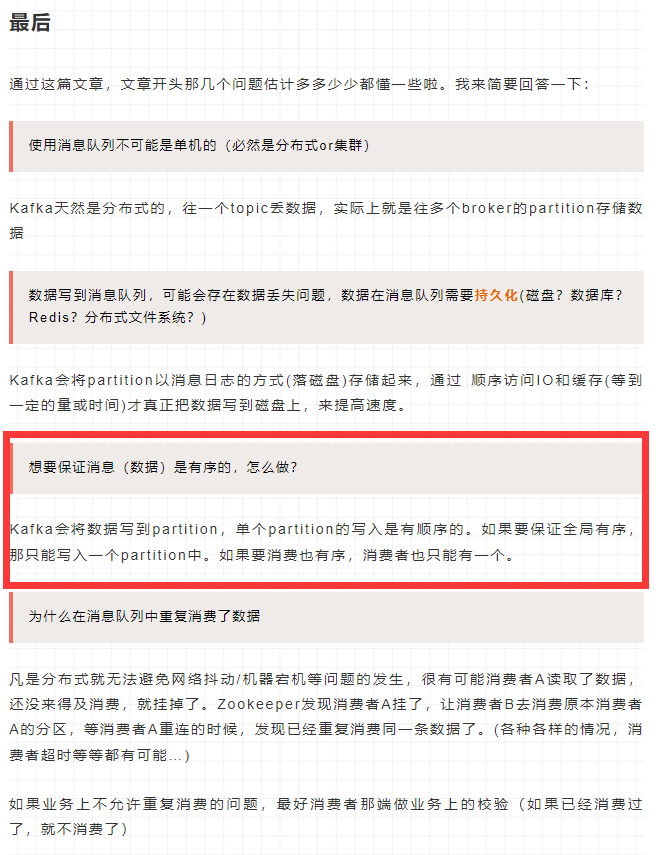 最后
通过这篇文章，文章开头那几个问题估计多多少少都懂一些啦。我来简要回答一下：
使用消息队列不可能是单机的（必然是分布式or集群）
Kafka天然是分布式的，往一个topic丢数据，实际上就是往多个broker的partition存储数
据
数据写到消息队列，可能会存在数据丢失问题，数据在消息队列需要持久化(磁盘？数据库？
Redis？分布式文件系统？)
Kafka会将partition以消息日志的方式(落磁盘)存储起来，通过 顺序访问IO和缓存(等到
一定的量或时间)才真正把数据写到磁盘上，来提高速度。
想要保证消息（数据）是有序的，怎么做？
Kafka会将数据写到partition，单个partition的写入是有顺序的。如果要保证全局有序，
那只能写入一个partition中。如果要消费也有序，消费者也只能有一个。
为什么在消息队列中重复消费了数据
凡是分布式就无法避免网络抖动/机器宕机等问题的发生，很有可能消费者A读取了数据，
还没来得及消费，就挂掉了。Zookeeper发现消费者A挂了，让消费者B去消费原本消费者
A的分区，等消费者A重连的时候，发现已经重复消费同一条数据了。(各种各样的情况，消
费者超时等等都有可能…)
如果业务上不允许重复消费的问题，最好消费者那端做业务上的校验（如果已经消费过
了，就不消费了）